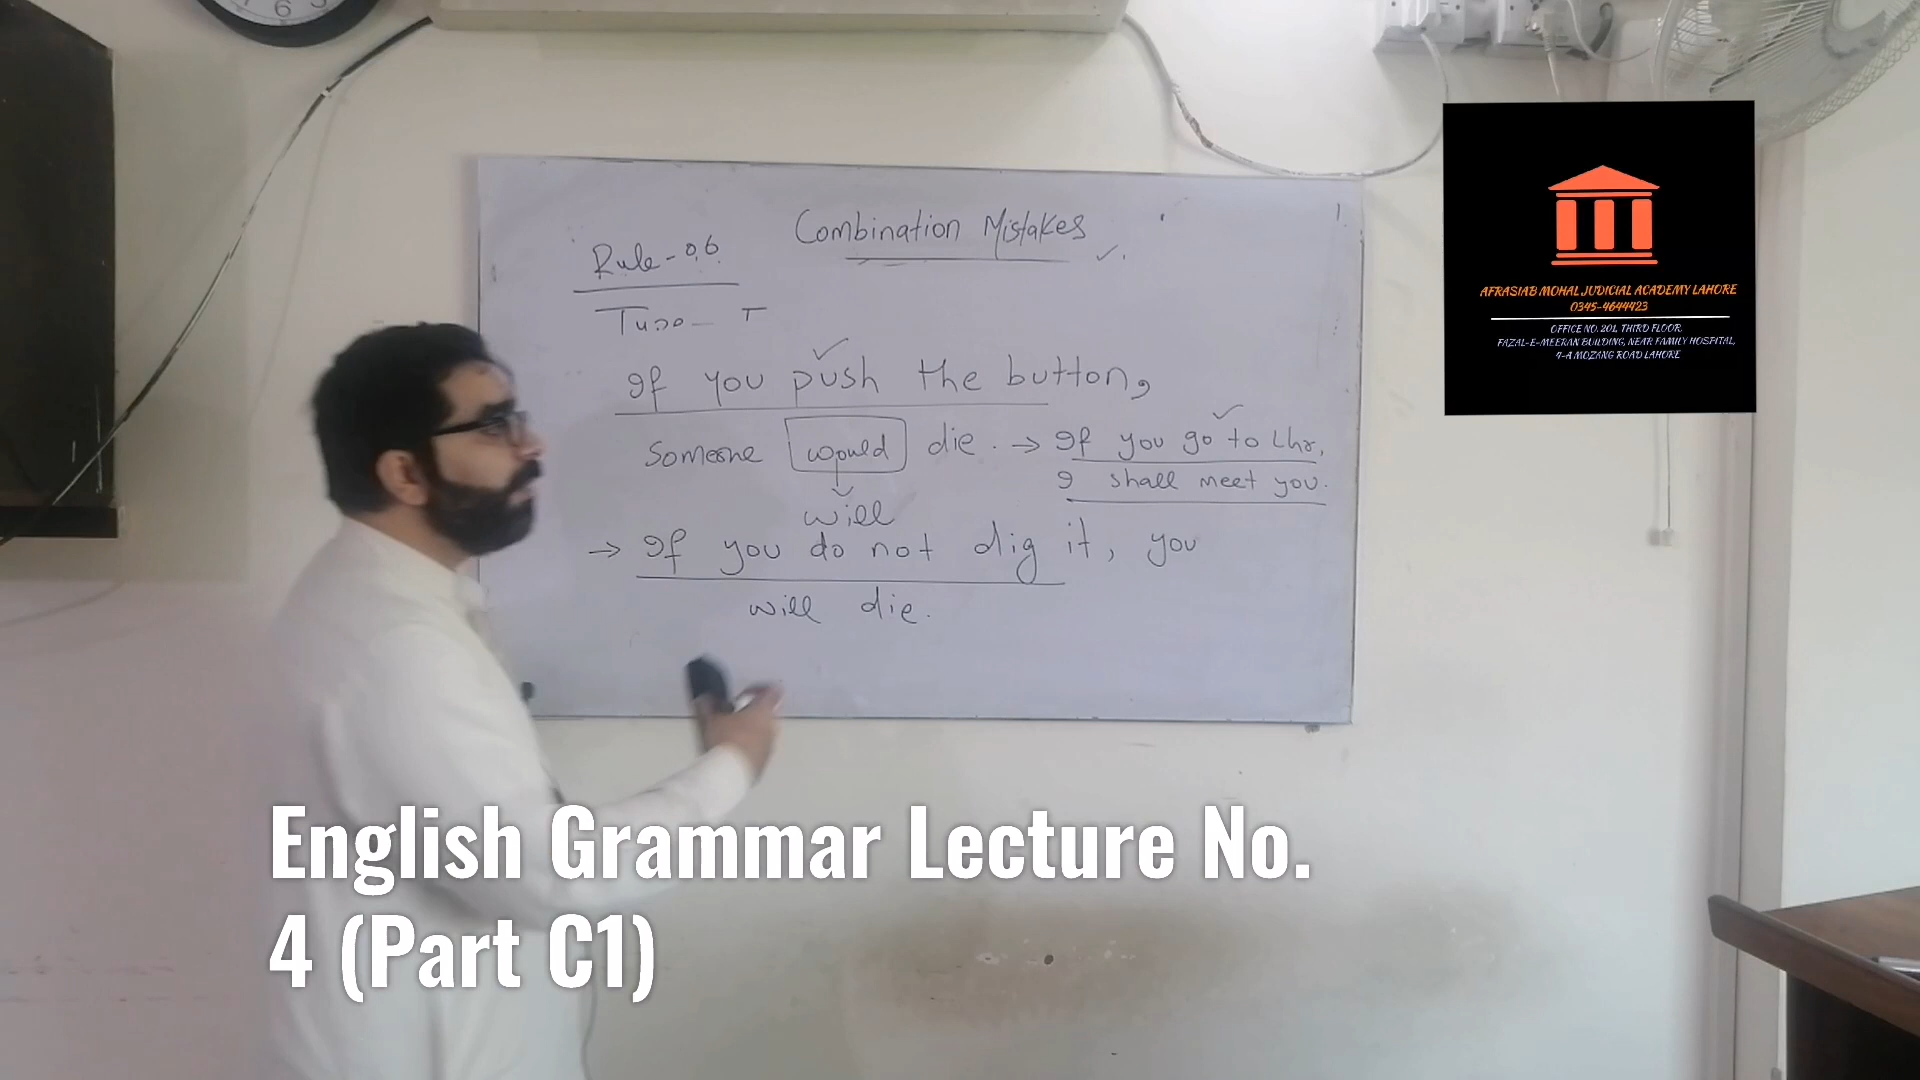 6
Combination Mistakes
Rule-06
Type- I
If you push the button,
Someone would die. → If you go to Lhr,
I shall meet you.
will
→ If you do not dig it, you
will die.
AFRASIAB MOHAL JUDICIAL ACADEMY LAHORE
0345-4644423
OFFICE NO. 201, THIRD FLOOR,
FAZAL-E-MEERAN BUILDING, NEAR FAMILY HOSPITAL,
4-A MOZANG ROAD LAHORE
English Grammar Lecture No.
4 (Part C1)